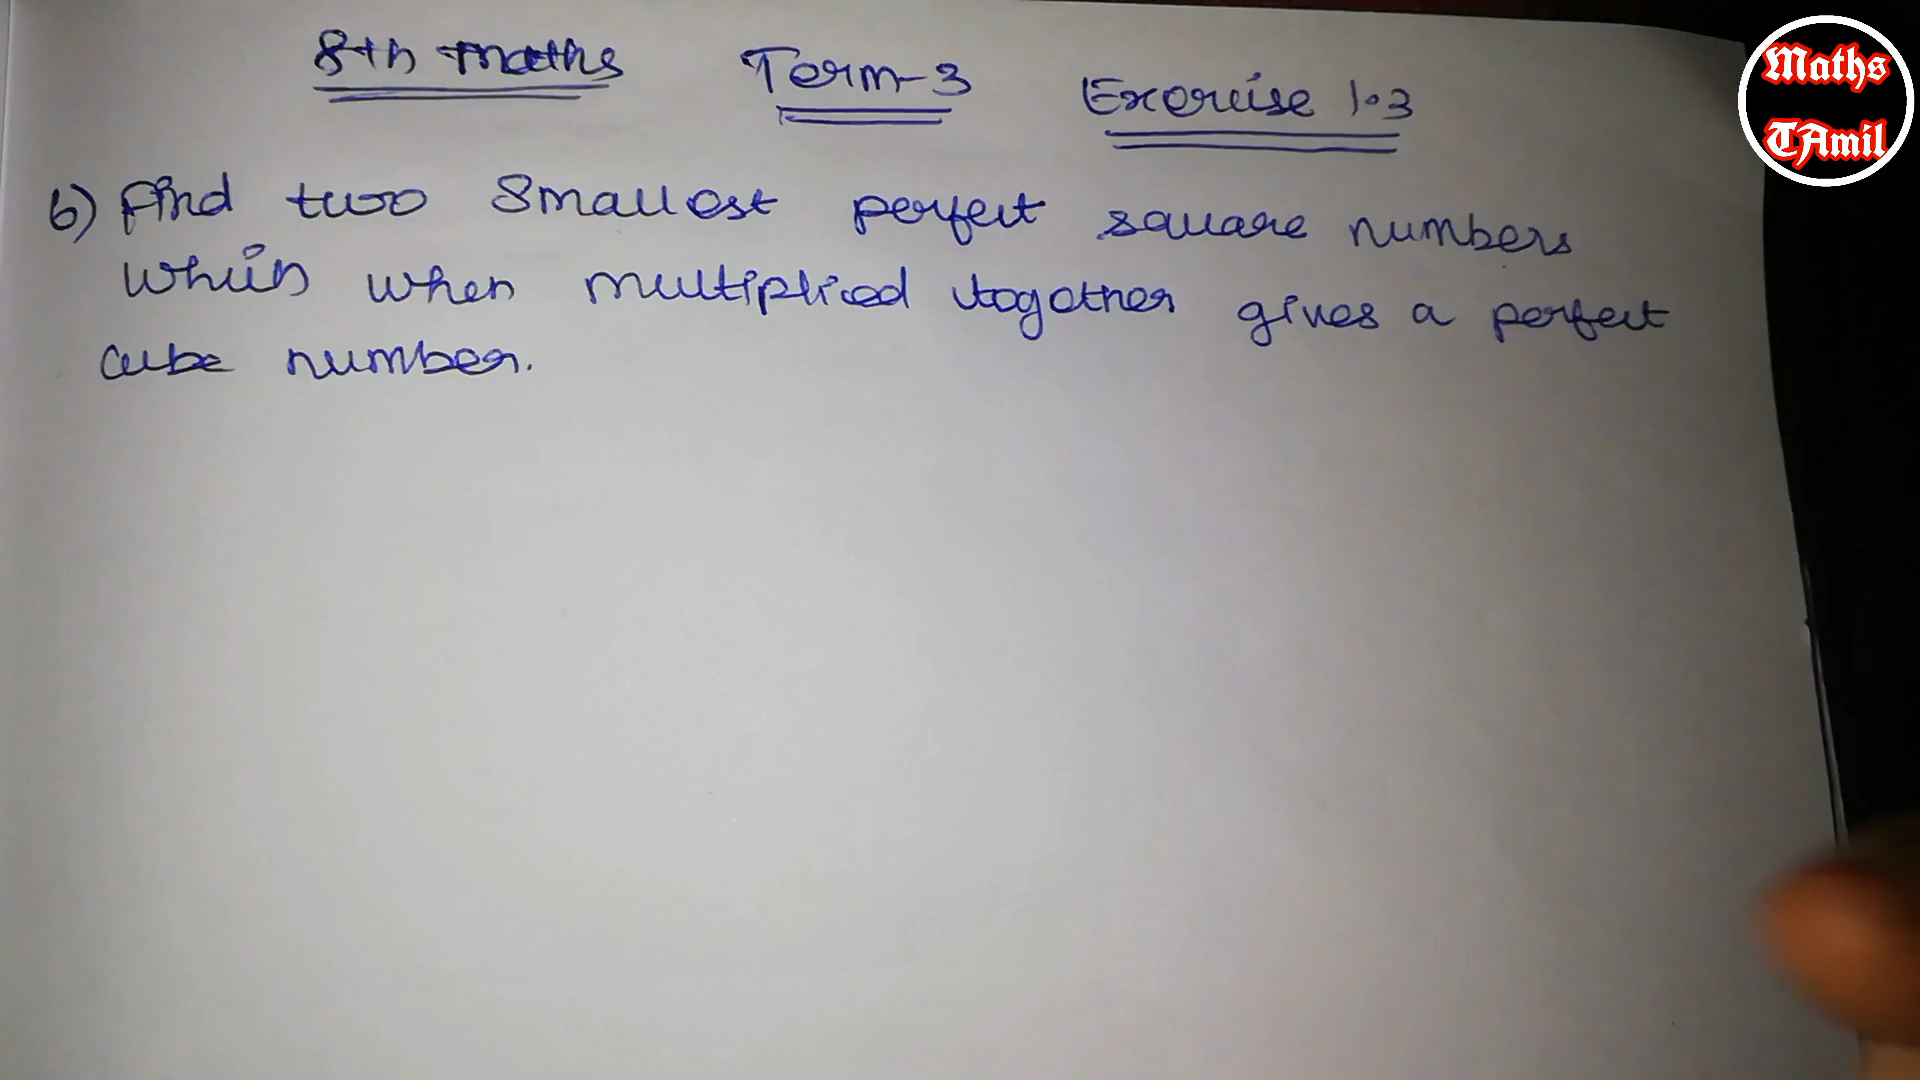 8th maths Term-3 Exercise 1.3
Maths
TAmil
6) Find two smallest perfect square numbers
which when multiplied together gives a perfect
cube number.